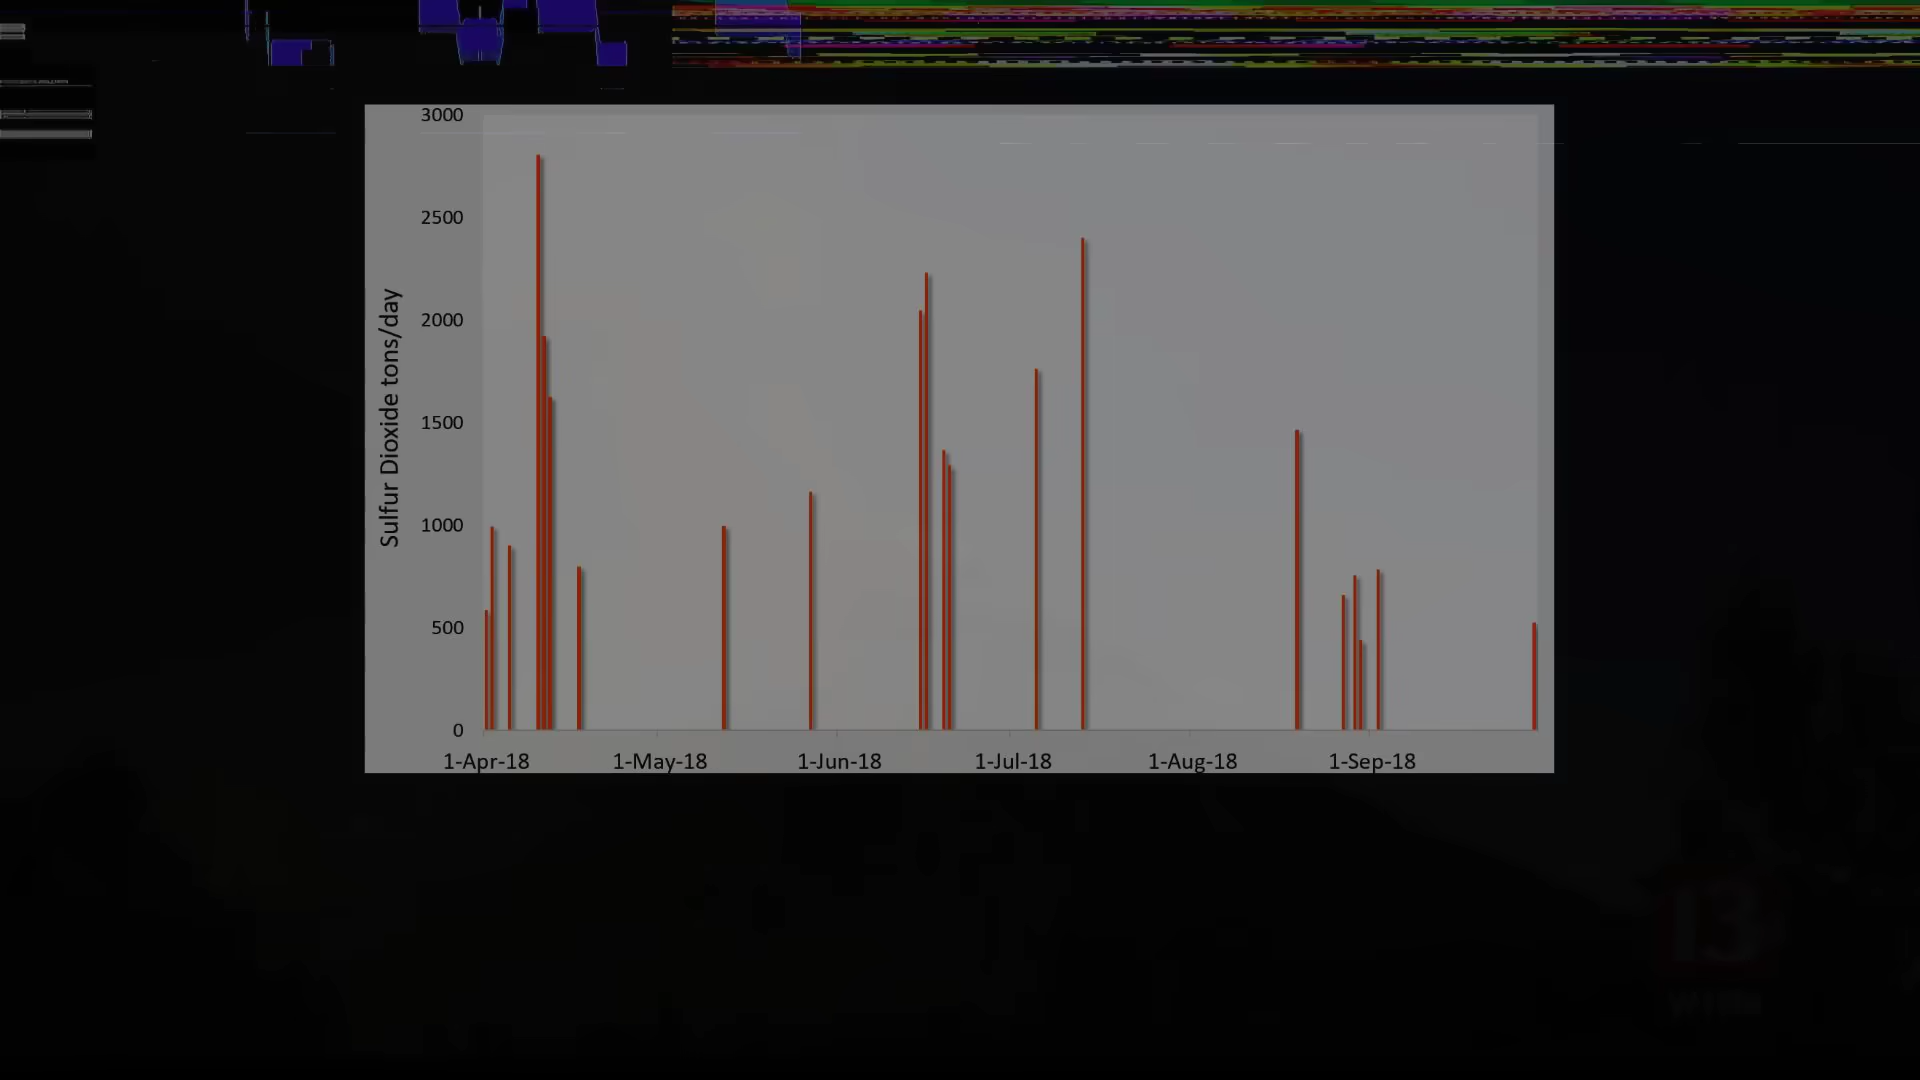 3000
2500
2000
1500
1000
500
0
Sulfur Dioxide tons/day
1-Apr-18
1-May-18
1-Jun-18
1-Jul-18
1-Aug-18
1-Sep-18
13